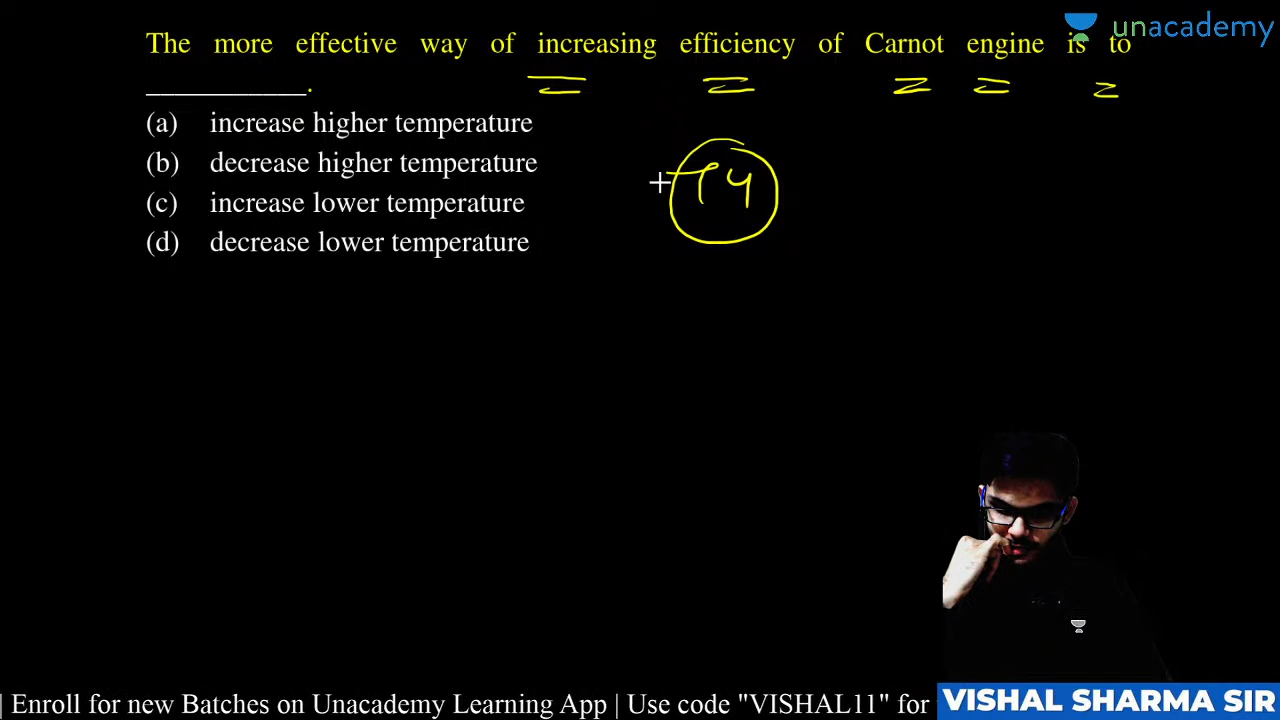 unacademy
The more effective way of increasing efficiency of Carnot engine is to
___________.
(a) increase higher temperature
(b) decrease higher temperature
(c) increase lower temperature
(d) decrease lower temperature
| Enroll for new Batches on Unacademy Learning App | Use code "VISHAL11" for
VISHAL SHARMA SIR